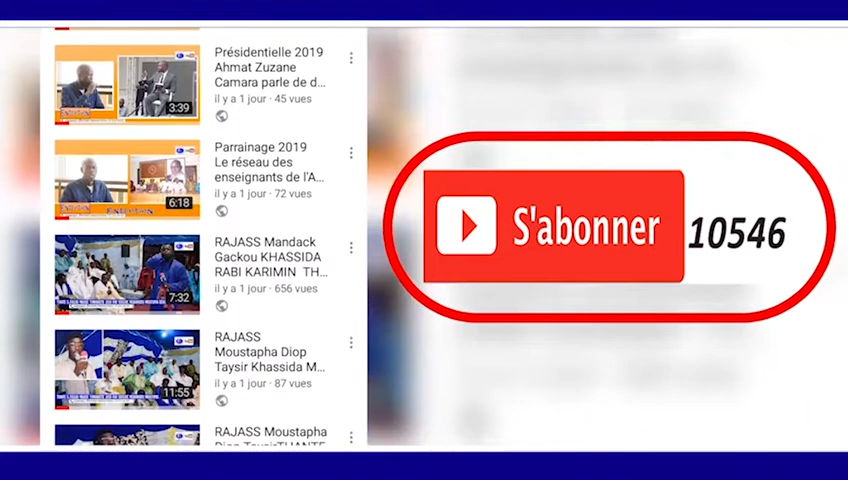 Présidentielle 2019
Ahmat Zuzane
Camara parle de d...
il y a 1 jour · 45 vues
3:39
Parrainage 2019
Le réseau des
enseignants de l'A...
il y a 1 jour · 72 vues
6:18
RAJASS Mandack
Gackou KHASSIDA
RABI KARIMIN TH...
il y a 1 jour · 656 vues
7:32
RAJASS
Moustapha Diop
Taysir Khassida M...
il y a 1 jour · 87 vues
11:55
RAJASS Moustapha
S'abonner
10546